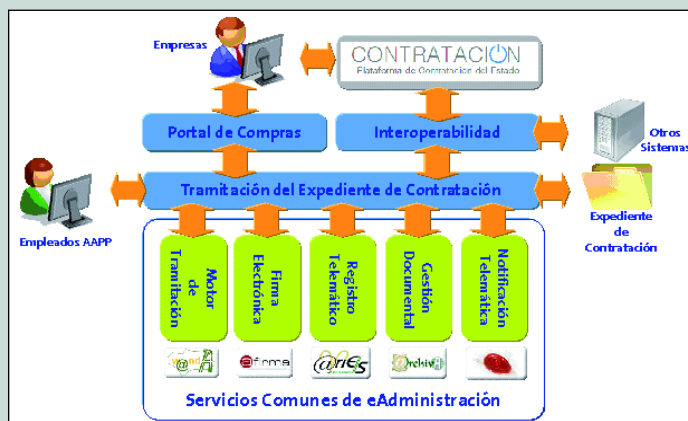 Empresas
CONTRATACIÓN
Plataforma de Contratación del Estado
Portal de Compras
Interoperabilidad
Otros
Sistemas
Tramitación del Expediente de Contratación
Empleados AAPP
Expediente
de
Contratación
Motor
de
Tramitación
Firma
Electrónica
Registro
Telemático
Gestión
Documental
Notificación
Telemática
@firma
@ries
Servicios Comunes de eAdministración